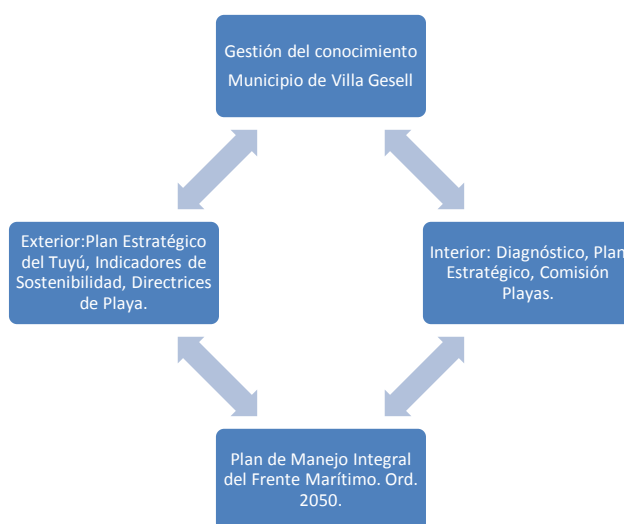 Gestión del conocimiento
Municipio de Villa Gesell
Exterior:Plan Estratégico
del Tuyú, Indicadores de
Sostenibilidad, Directrices
de Playa.
Interior: Diagnóstico, Plan
Estratégico, Comisión
Playas.
Plan de Manejo Integral
del Frente Marítimo. Ord.
2050.